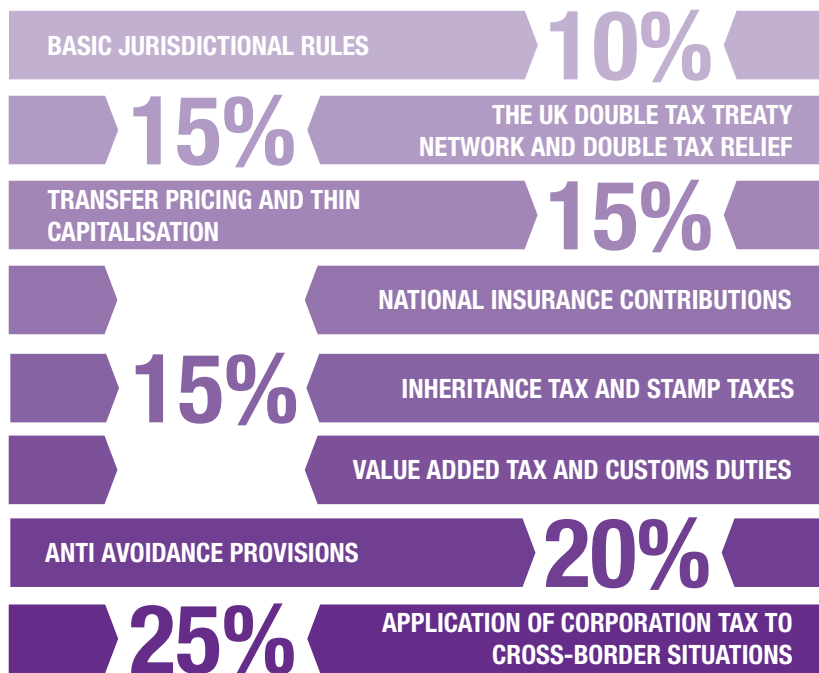 BASIC JURISDICTIONAL RULES 10%
15% THE UK DOUBLE TAX TREATY
NETWORK AND DOUBLE TAX RELIEF
TRANSFER PRICING AND THIN
CAPITALISATION 15%
NATIONAL INSURANCE CONTRIBUTIONS
15% INHERITANCE TAX AND STAMP TAXES
VALUE ADDED TAX AND CUSTOMS DUTIES
ANTI AVOIDANCE PROVISIONS 20%
25% APPLICATION OF CORPORATION TAX TO
CROSS-BORDER SITUATIONS